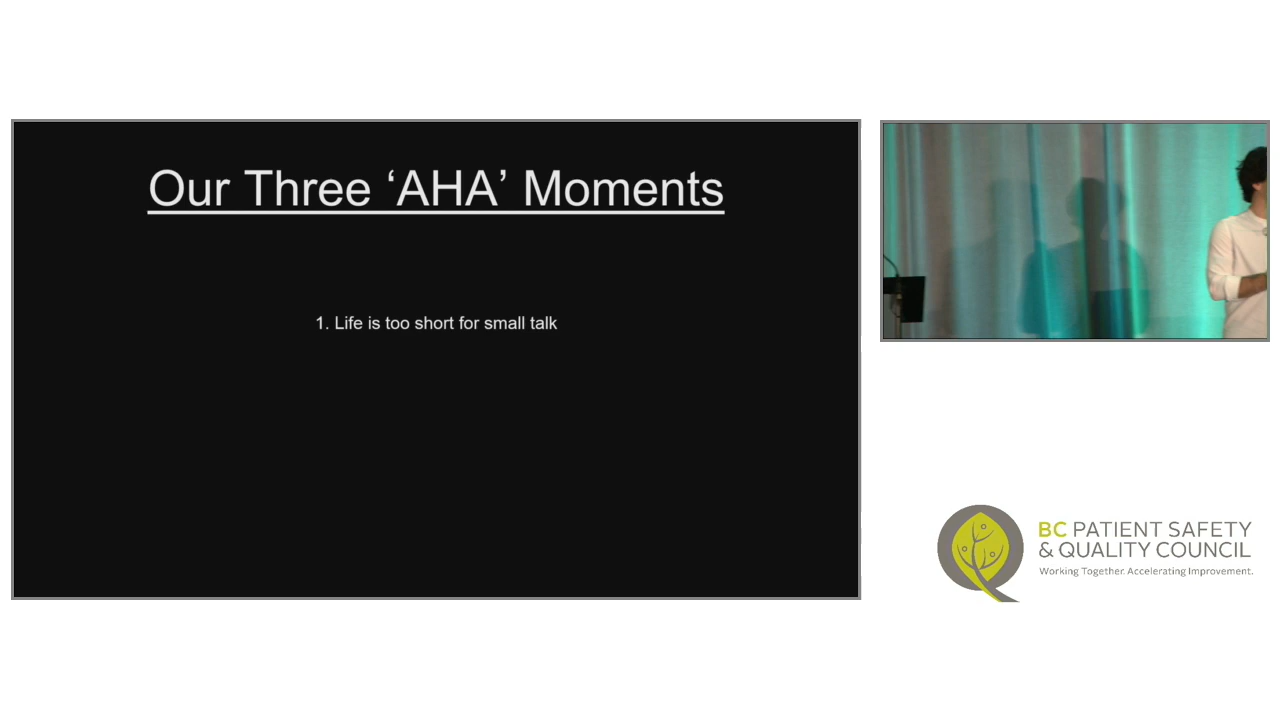 Our Three ‘AHA’ Moments
1. Life is too short for small talk
BC PATIENT SAFETY
& QUALITY COUNCIL
Working Together. Accelerating Improvement.